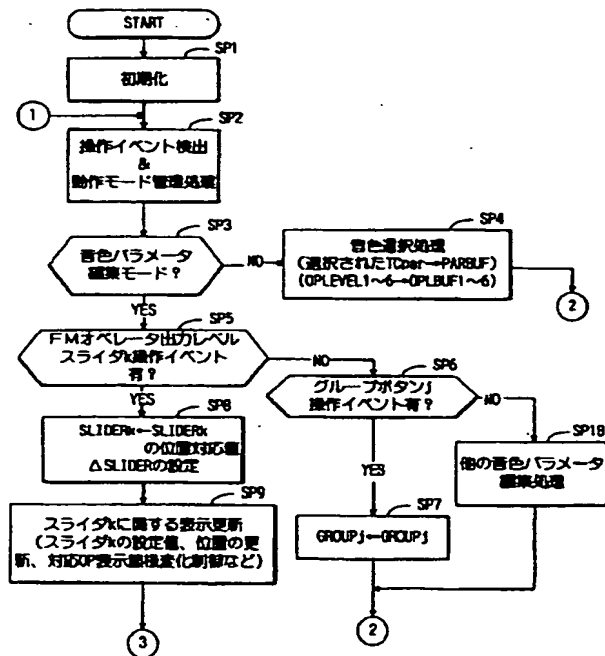 START
SP1
初期化
1
SP2
操作イベント検出
&
動作モード管理処理
SP3
音色パラメータ
編集モード?
NO
YES
SP4
音色選択処理
(選択されたTCpar→PARBUF)
(OPLEVEL1~6→OPLBUF1~6)
2
SP5
FMオペレータ出力レベル
スライダk操作イベント
有?
NO
YES
SP6
グループボタンj
操作イベント有?
NO
YES
SP8
SLIDERk←SLIDERk
の位置対応値
ΔSLIDERの設定
SP18
他の音色パラメータ
編集処理
SP9
スライダkに関する表示更新
(スライダkの設定値、位置の更
新、対応OP表示態様変化制御など)
SP7
GROUPj←GROUPj
3
2